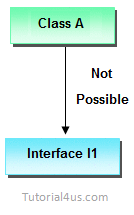 Class A
Not
Possible
Interface I1
Tutorial4us.com